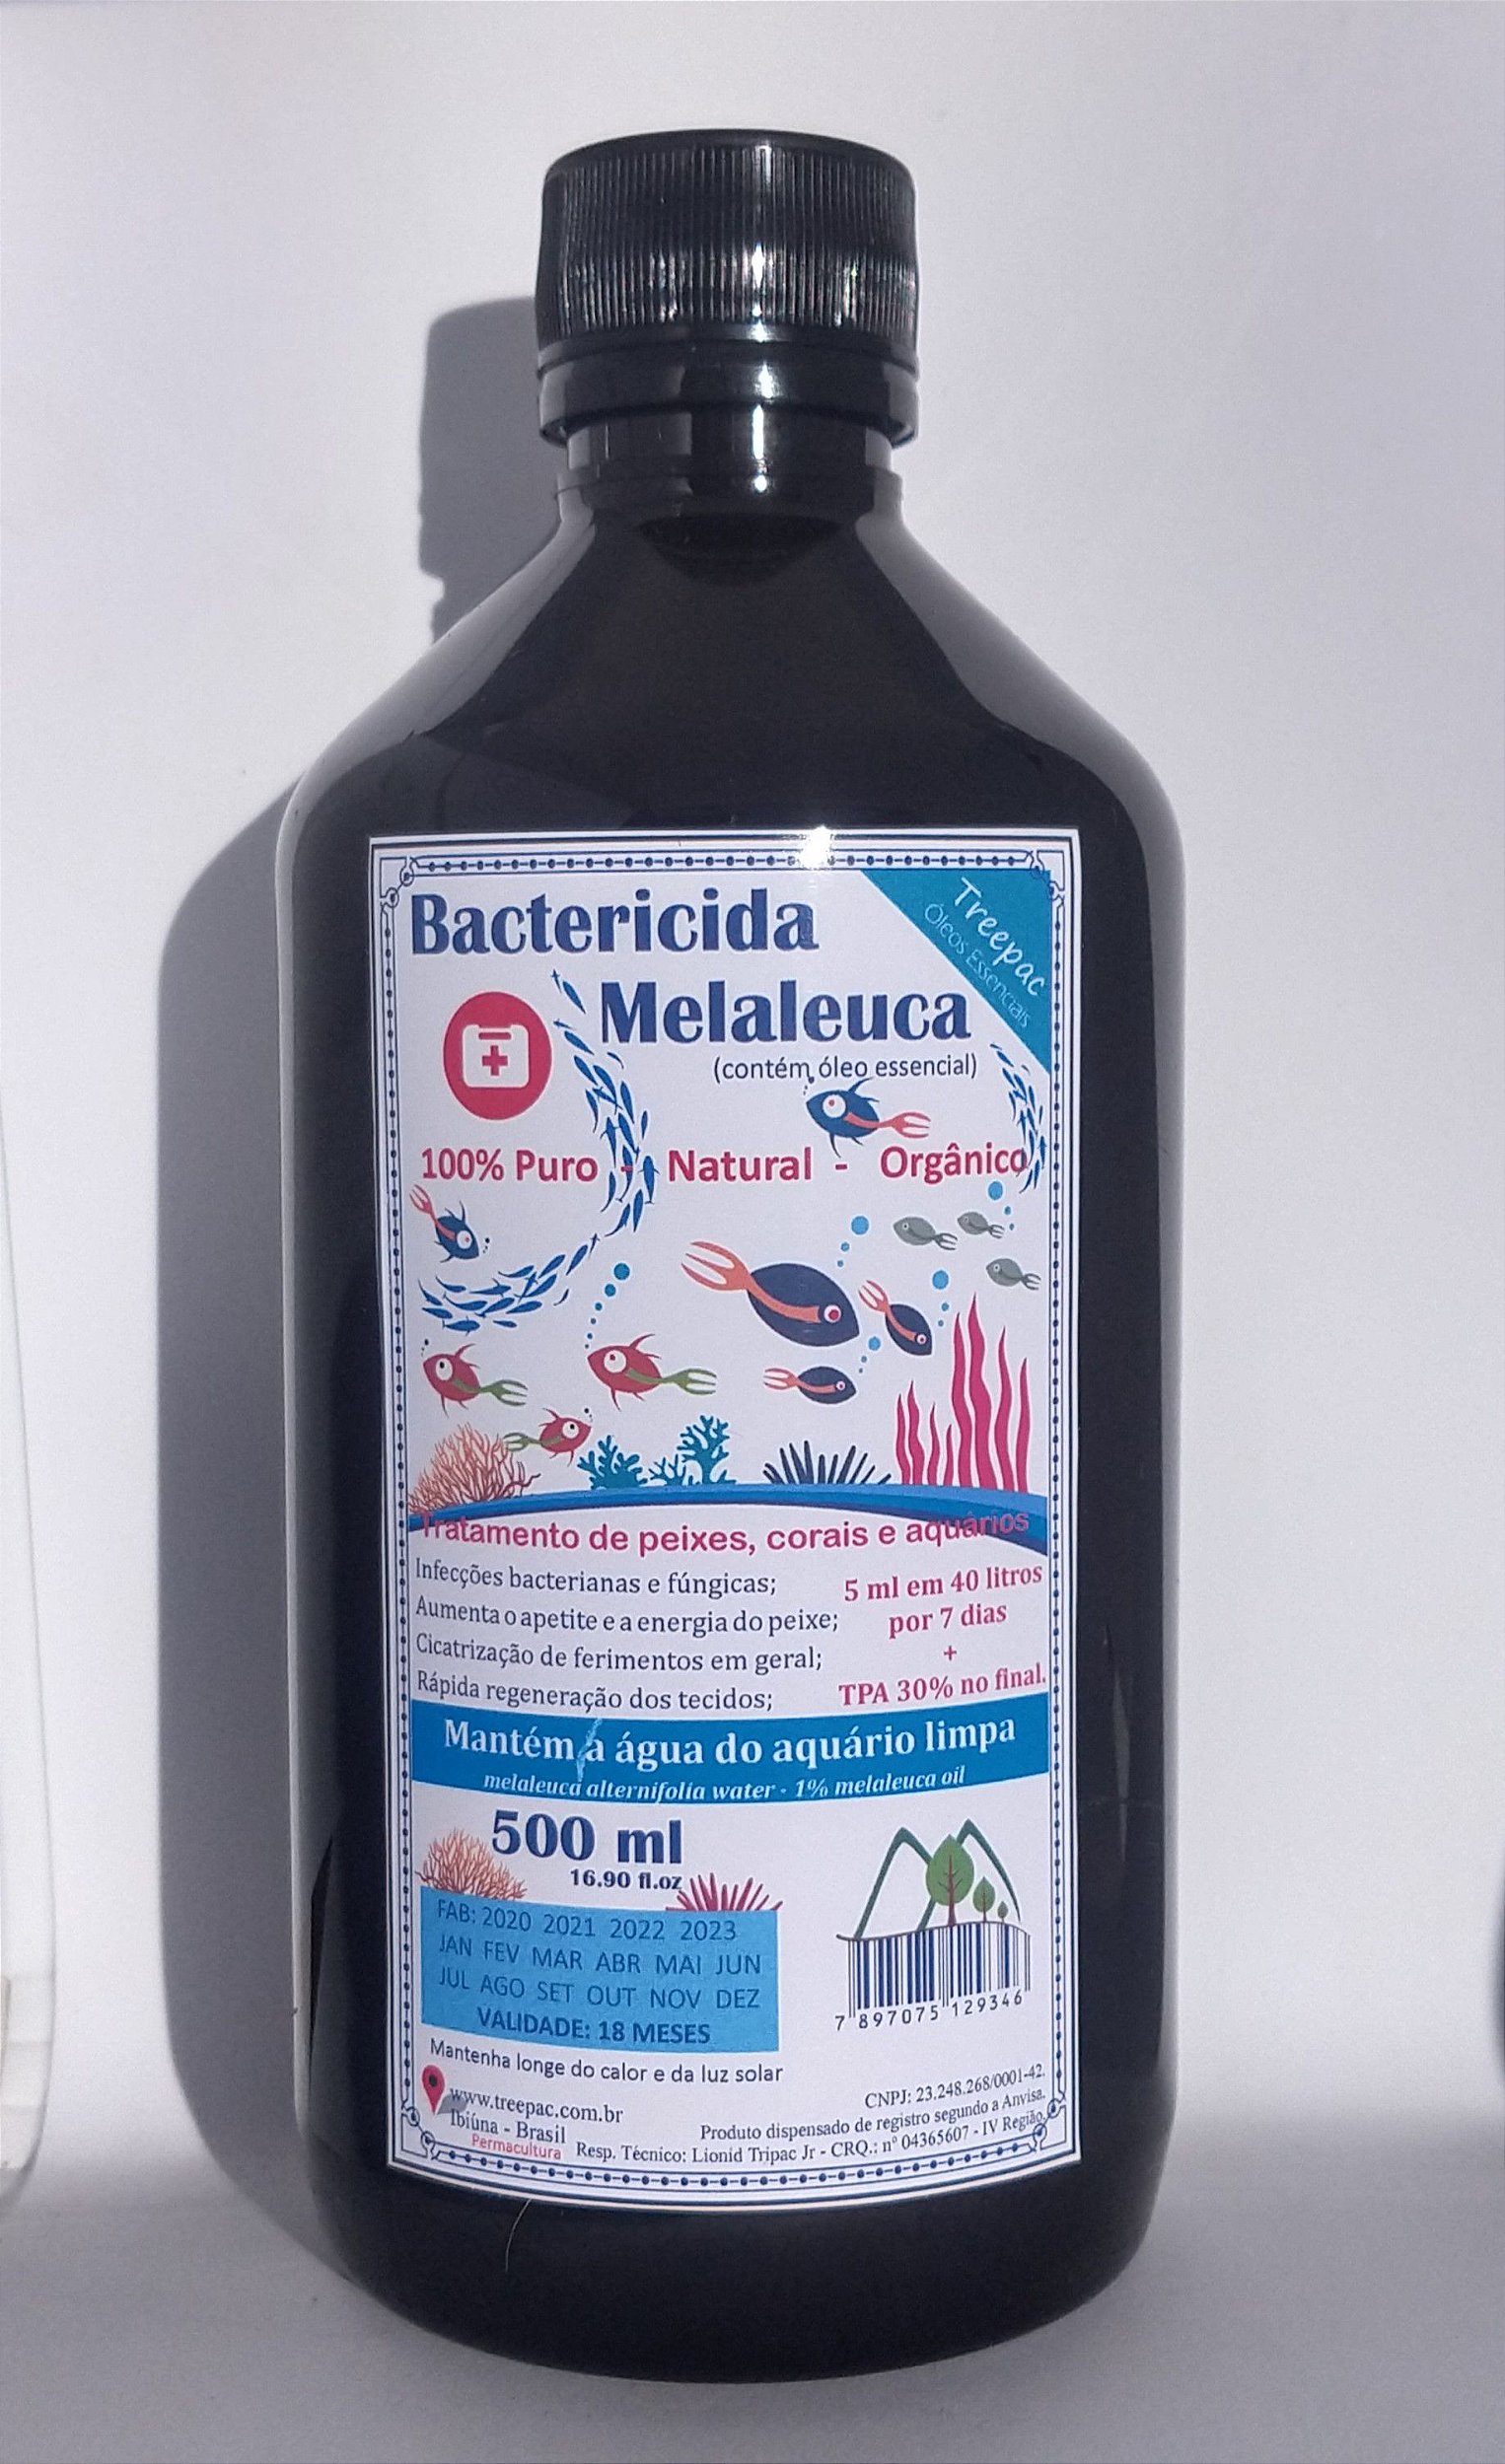 Bactericida
Treepac
Óleos Essenciais
Melaleuca
(contém óleo essencial)
100% Puro - Natural - Orgânico
Tratamento de peixes, corais e aquários
Infecções bacterianas e fúngicas;
Aumenta o apetite e a energia do peixe;
Cicatrização de ferimentos em geral;
Rápida regeneração dos tecidos;
5 ml em 40 litros
por 7 dias
+
TPA 30% no final.
Mantém a água do aquário limpa
melaleuca alternifolia water - 1% melaleuca oil
500 ml
16.90 fl.oz
FAB: 2020 2021 2022 2023
JAN FEV MAR ABR MAI JUN
JUL AGO SET OUT NOV DEZ
VALIDADE: 18 MESES
7 897075 129346
Mantenha longe do calor e da luz solar
www.treepac.com.br
Ibiúna - Brasil
Permacultura
CNPJ: 23.248.268/0001-42.
Produto dispensado de registro segundo a Anvisa.
Resp. Técnico: Lionid Tripac Jr - CRQ.: nº 04365607 - IV Região.